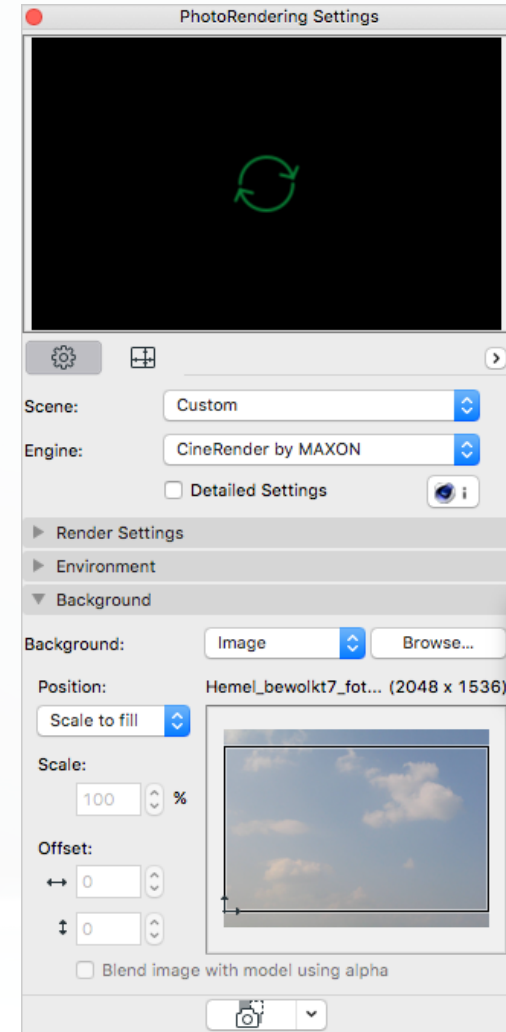 PhotoRendering Settings
Scene: Custom
Engine: CineRender by MAXON
Detailed Settings i
Render Settings
Environment
Background
Background: Image Browse...
Position: Hemel_bewolkt7_fot... (2048 x 1536)
Scale to fill
Scale:
100 %
Offset:
0
0
Blend image with model using alpha